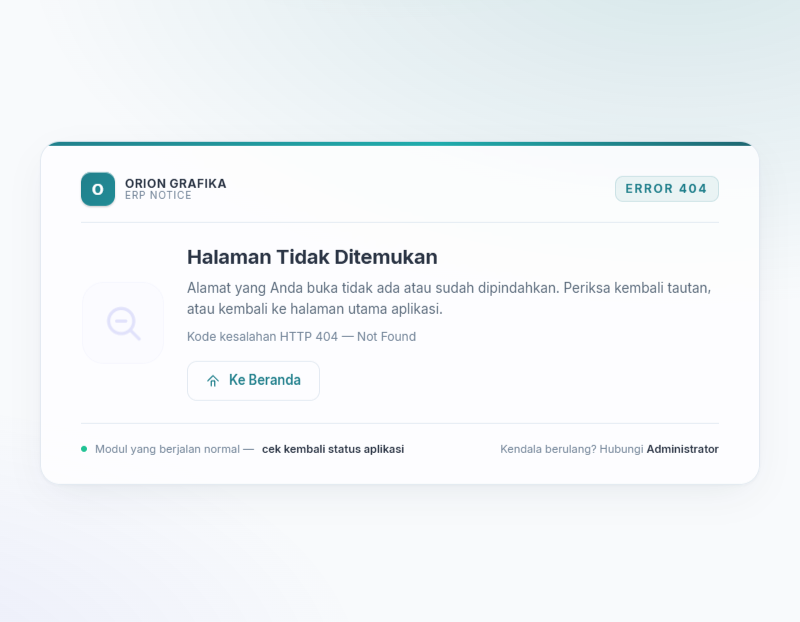 O
ORION GRAFIKA
ERP NOTICE
ERROR 404
Halaman Tidak Ditemukan
Alamat yang Anda buka tidak ada atau sudah dipindahkan. Periksa kembali tautan,
atau kembali ke halaman utama aplikasi.
Kode kesalahan HTTP 404 — Not Found
Ke Beranda
Modul yang berjalan normal — cek kembali status aplikasi
Kendala berulang? Hubungi Administrator